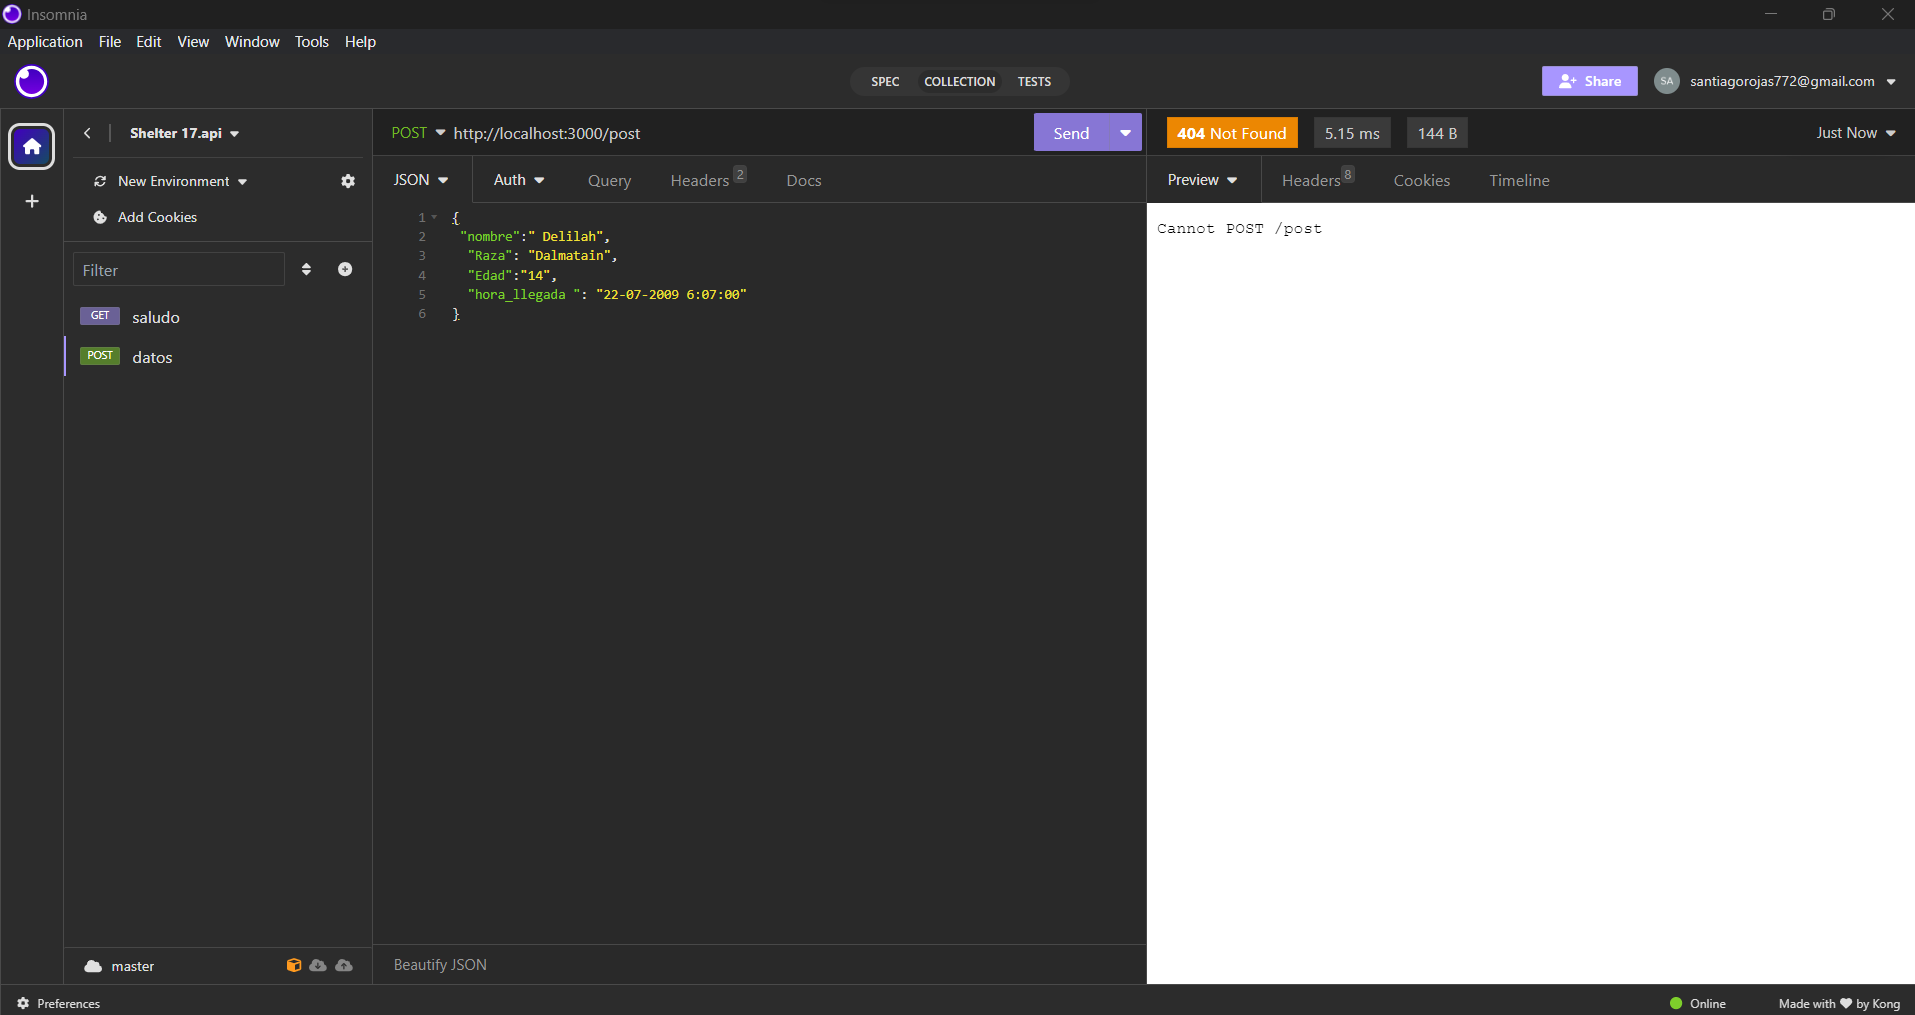 Insomnia
Application File Edit View Window Tools Help
SPEC COLLECTION TESTS
Share
SA
santiagorojas772@gmail.com
Shelter 17.api
New Environment
Add Cookies
Filter
GET saludo
POST datos
master
POST http://localhost:3000/post
Send
JSON Auth Query Headers 2 Docs
1 {
2 "nombre":" Delilah",
3 "Raza": "Dalmatain",
4 "Edad":"14",
5 "hora_llegada ": "22-07-2009 6:07:00"
6 }
Beautify JSON
404 Not Found 5.15 ms 144 B Just Now
Preview Headers 8 Cookies Timeline
Cannot POST /post
Preferences
Online
Made with ♥ by Kong